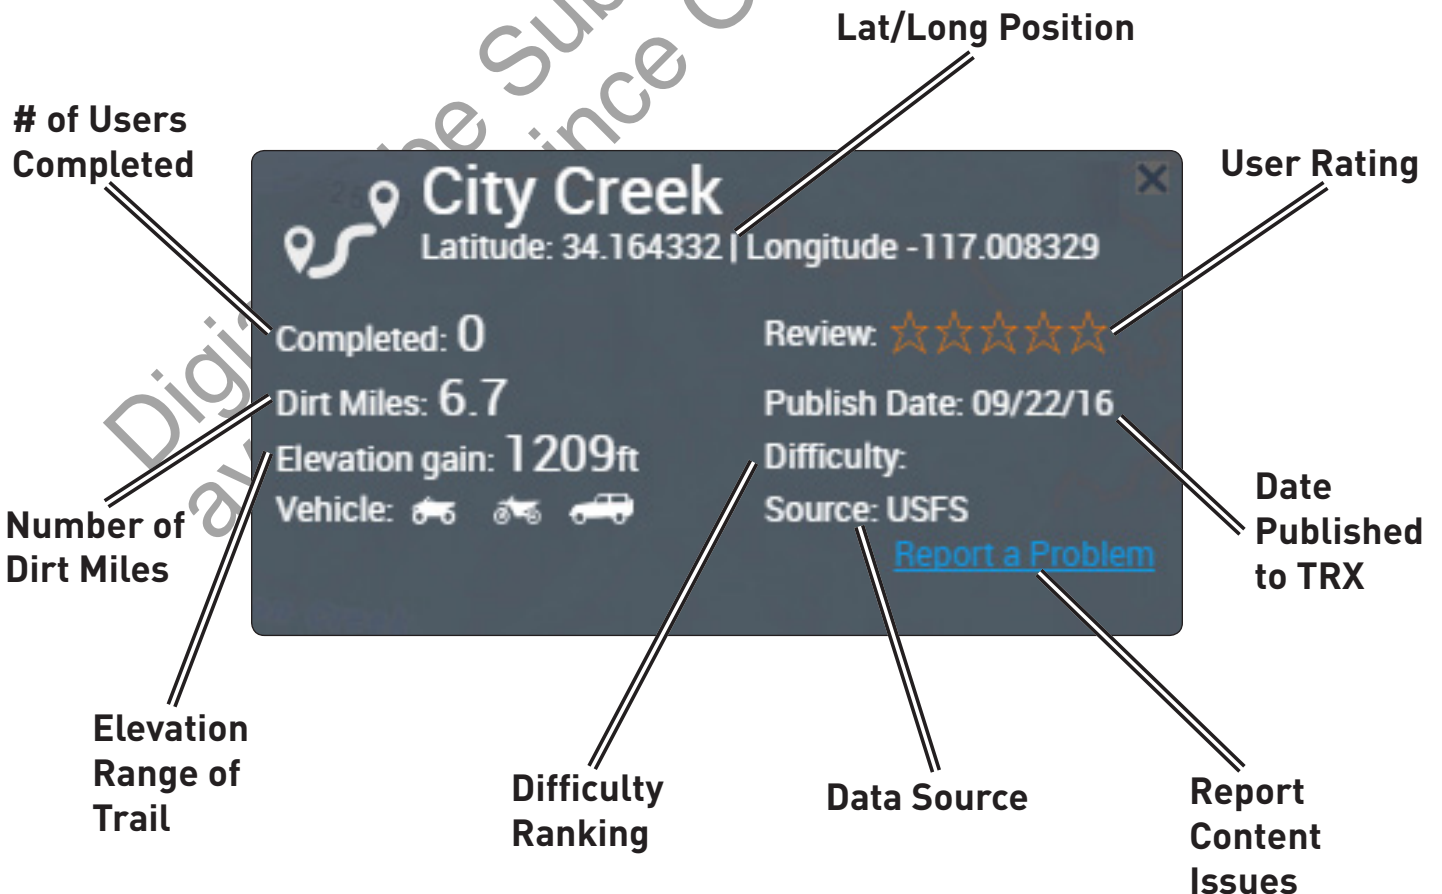 Lat/Long Position
# of Users
Completed
User Rating
City Creek
Latitude: 34.164332 | Longitude -117.008329
Completed: 0
Review:
Dirt Miles: 6.7
Publish Date: 09/22/16
Elevation gain: 1209ft
Difficulty:
Vehicle:
Source: USFS
Report a Problem
Number of
Dirt Miles
Date
Published
to TRX
Elevation
Range of
Trail
Difficulty
Ranking
Data Source
Report
Content
Issues